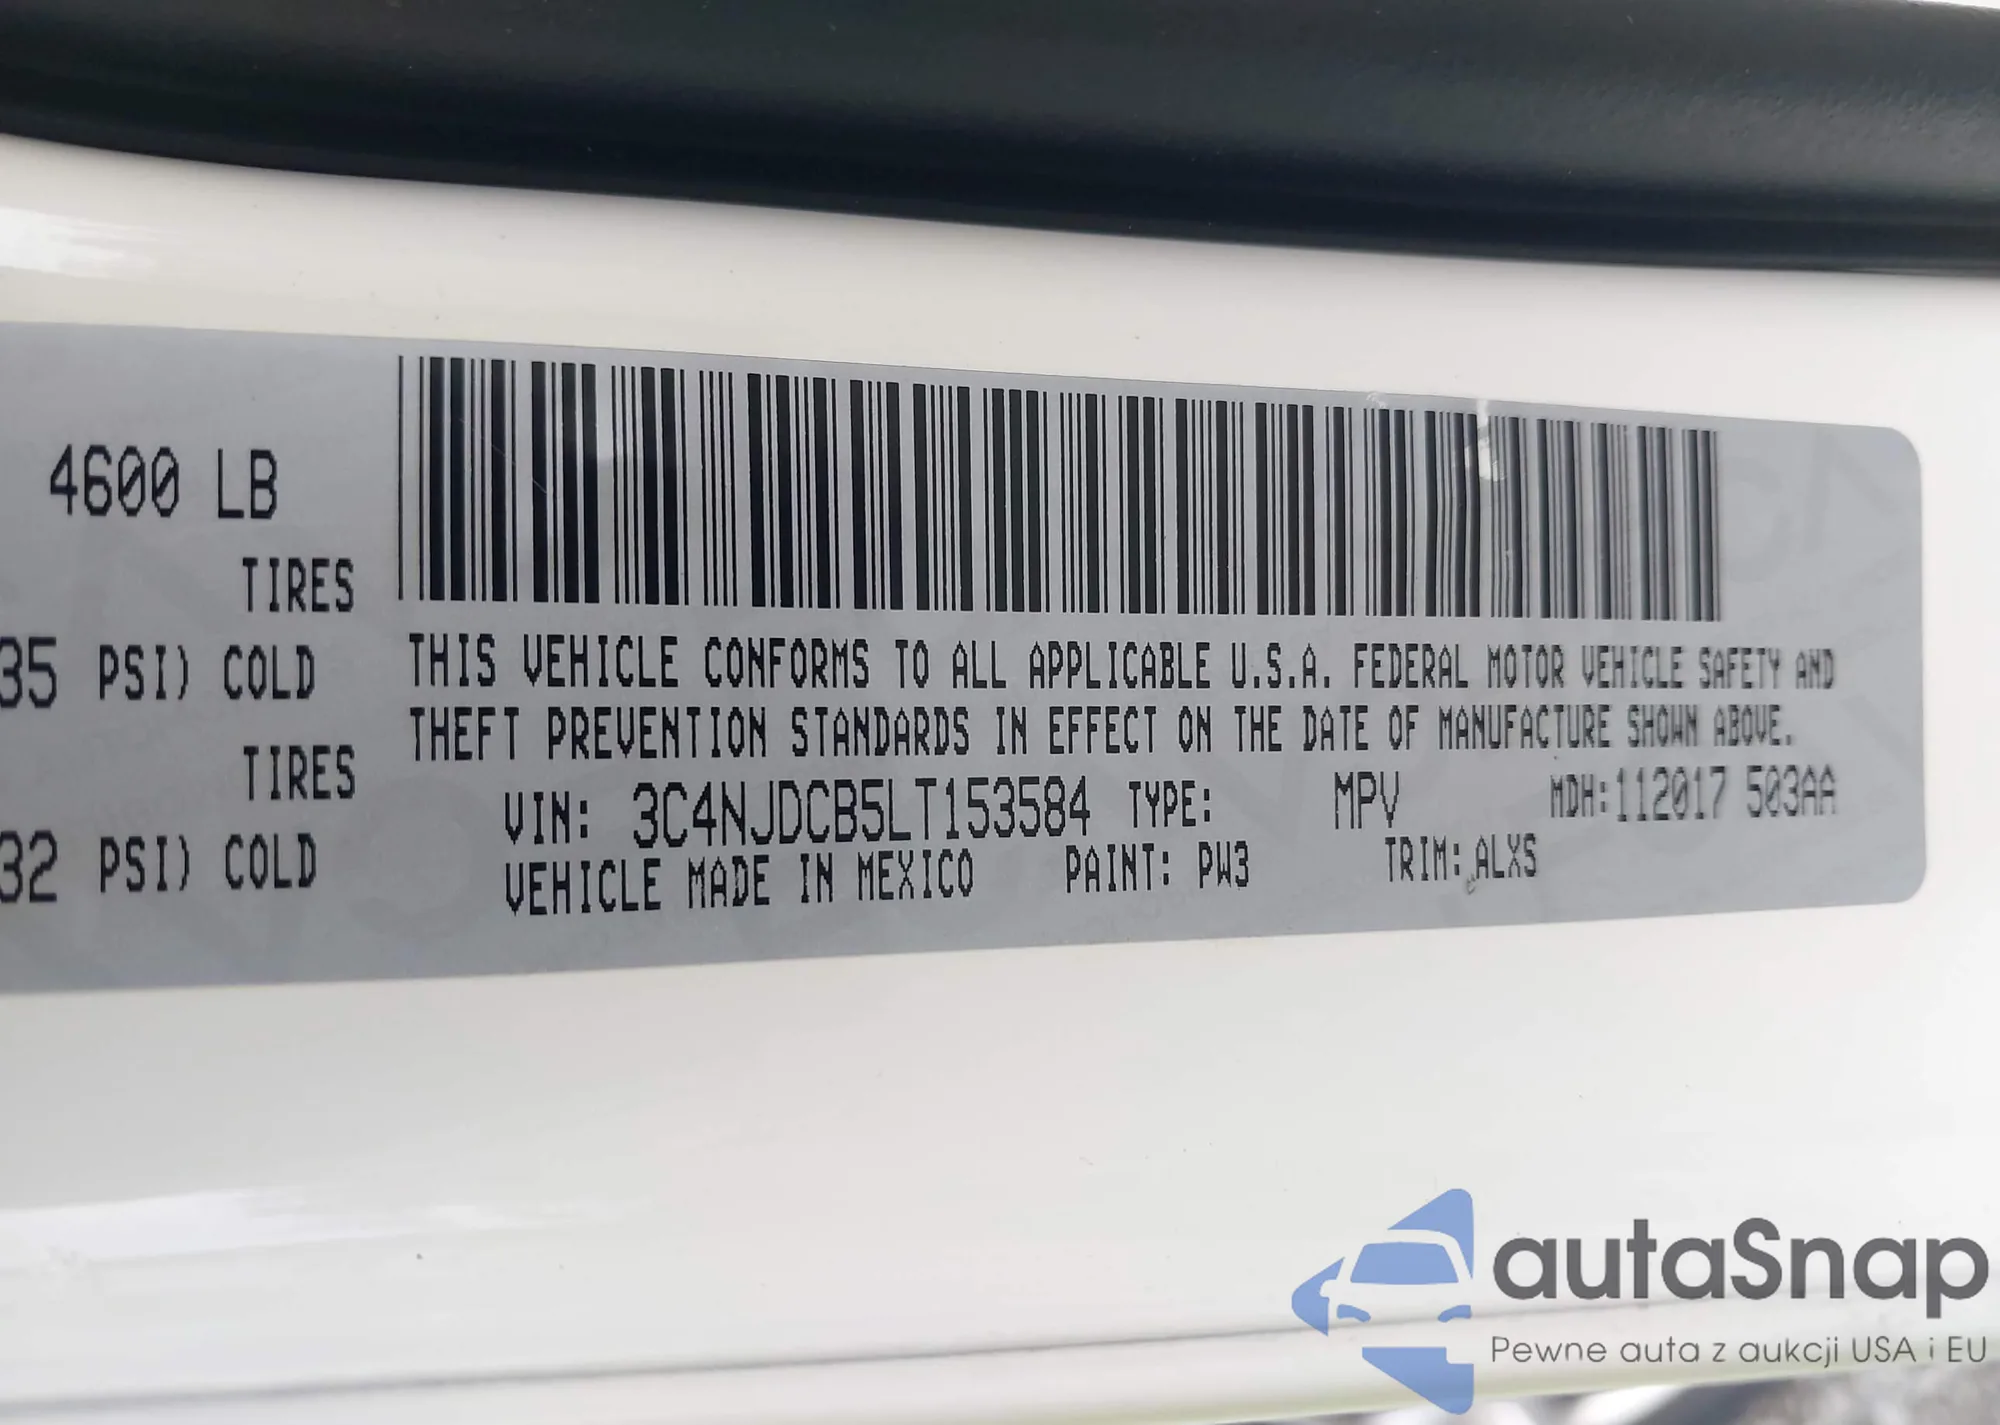 4600 LB
TIRES
35 PSI) COLD
TIRES
32 PSI) COLD
THIS VEHICLE CONFORMS TO ALL APPLICABLE U.S.A. FEDERAL MOTOR VEHICLE SAFETY AND
THEFT PREVENTION STANDARDS IN EFFECT ON THE DATE OF MANUFACTURE SHOWN ABOVE.
VIN: 3C4NJDCB5LT153584 TYPE: MPV MDH:112017 503AA
VEHICLE MADE IN MEXICO PAINT: PW3 TRIM: ALXS
autaSnap
Pewne auta z aukcji USA i EU